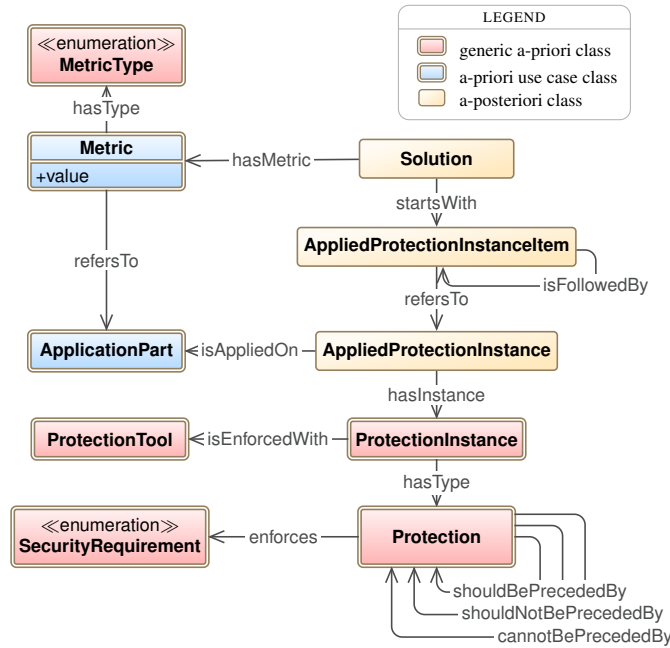 LEGEND
generic a-priori class
a-priori use case class
a-posteriori class
≪enumeration≫
MetricType
hasType
Metric
+value
hasMetric
Solution
startsWith
AppliedProtectionInstanceItem
isFollowedBy
refersTo
refersTo
ApplicationPart
isAppliedOn
AppliedProtectionInstance
hasInstance
ProtectionTool
isEnforcedWith
ProtectionInstance
hasType
≪enumeration≫
SecurityRequirement
enforces
Protection
shouldBePrecededBy
shouldNotBePrecededBy
cannotBePrecededBy